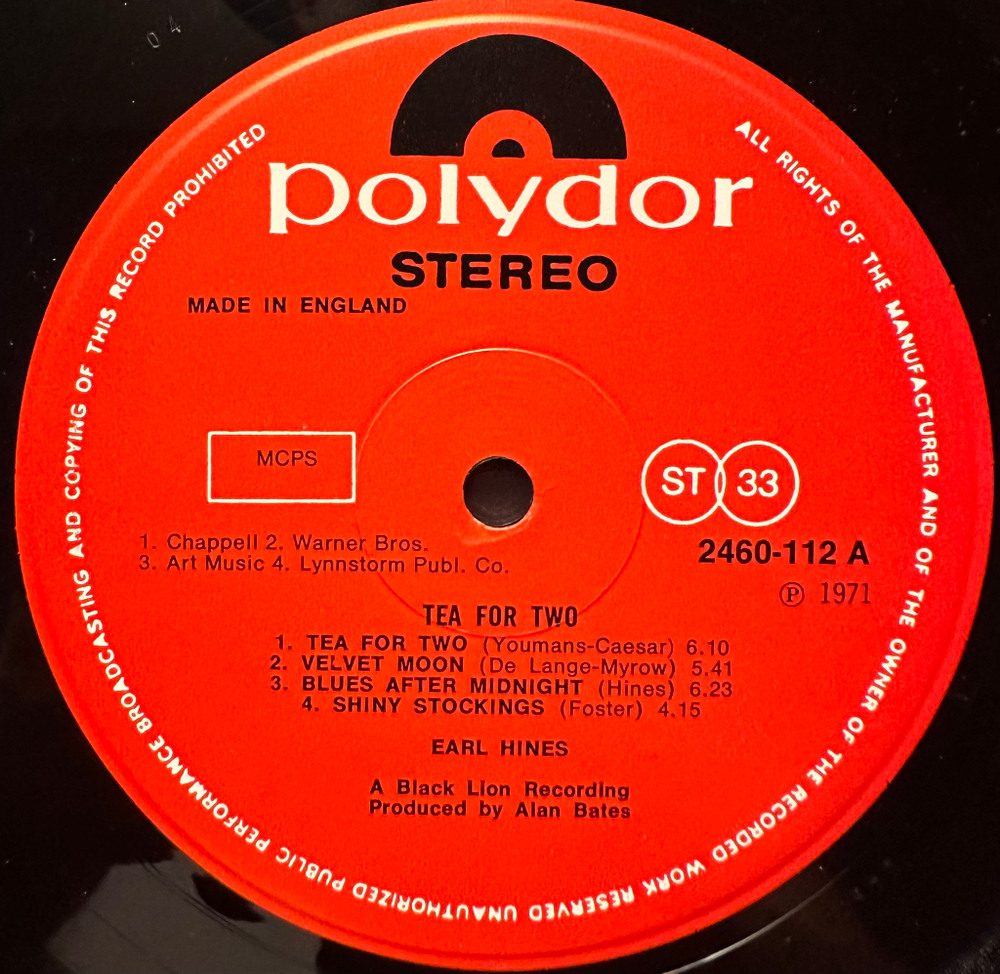 04
polydor
STEREO
MADE IN ENGLAND
MCPS
ST 33
1. Chappell 2. Warner Bros.
3. Art Music 4. Lynnstorm Publ. Co.
2460-112 A
℗ 1971
TEA FOR TWO
1. TEA FOR TWO (Youmans-Caesar) 6.10
2. VELVET MOON (De Lange-Myrow) 5.41
3. BLUES AFTER MIDNIGHT (Hines) 6.23
4. SHINY STOCKINGS (Foster) 4.15
EARL HINES
A Black Lion Recording
Produced by Alan Bates
ALL RIGHTS OF THE MANUFACTURER AND OF THE OWNER OF THE RECORDED WORK RESERVED UNAUTHORIZED PUBLIC PERFORMANCE BROADCASTING AND COPYING OF THIS RECORD PROHIBITED